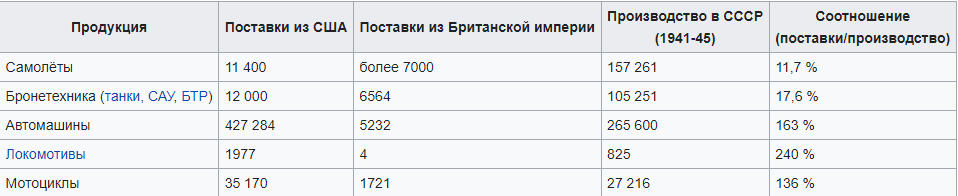 Продукция Поставки из США Поставки из Британской империи Производство в СССР (1941-45) Соотношение (поставки/производство)
Самолёты 11 400 более 7000 157 261 11,7 %
Бронетехника (танки, САУ, БТР) 12 000 6564 105 251 17,6 %
Автомашины 427 284 5232 265 600 163 %
Локомотивы 1977 4 825 240 %
Мотоциклы 35 170 1721 27 216 136 %